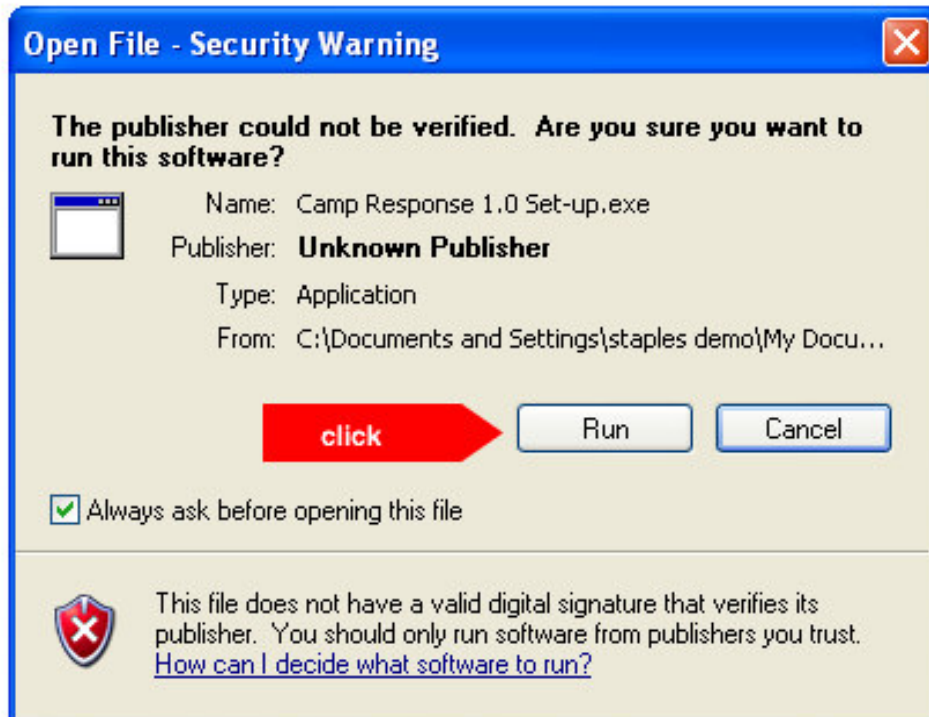 Open File - Security Warning
The publisher could not be verified.  Are you sure you want to
run this software?
Name: Camp Response 1.0 Set-up.exe
Publisher: Unknown Publisher
Type: Application
From: C:\Documents and Settings\staples demo\My Docu...
click Run Cancel
Always ask before opening this file
This file does not have a valid digital signature that verifies its
publisher.  You should only run software from publishers you trust.
How can I decide what software to run?